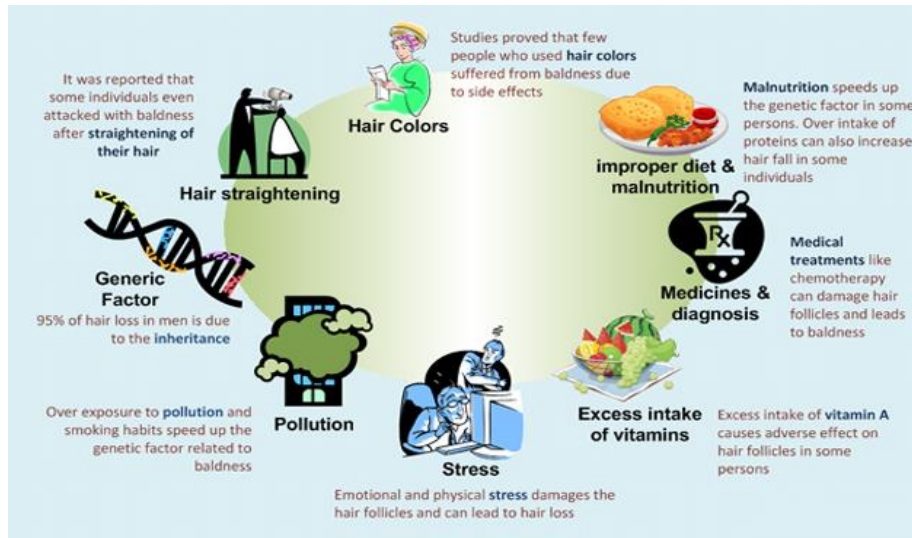 Studies proved that few
people who used hair colors
suffered from baldness due
to side effects
Hair Colors
It was reported that
some individuals even
attacked with baldness
after straightening of
their hair
Hair straightening
Malnutrition speeds up
the genetic factor in some
persons. Over intake of
proteins can also increase
hair fall in some
individuals
improper diet &
malnutrition
Rx
Medical
treatments like
chemotherapy
can damage hair
follicles and leads
to baldness
Medicines &
diagnosis
Generic
Factor
95% of hair loss in men is due
to the inheritance
Over exposure to pollution and
smoking habits speed up the
genetic factor related to
baldness
Pollution
Excess intake
of vitamins
Excess intake of vitamin A
causes adverse effect on
hair follicles in some
persons
Stress
Emotional and physical stress damages the
hair follicles and can lead to hair loss